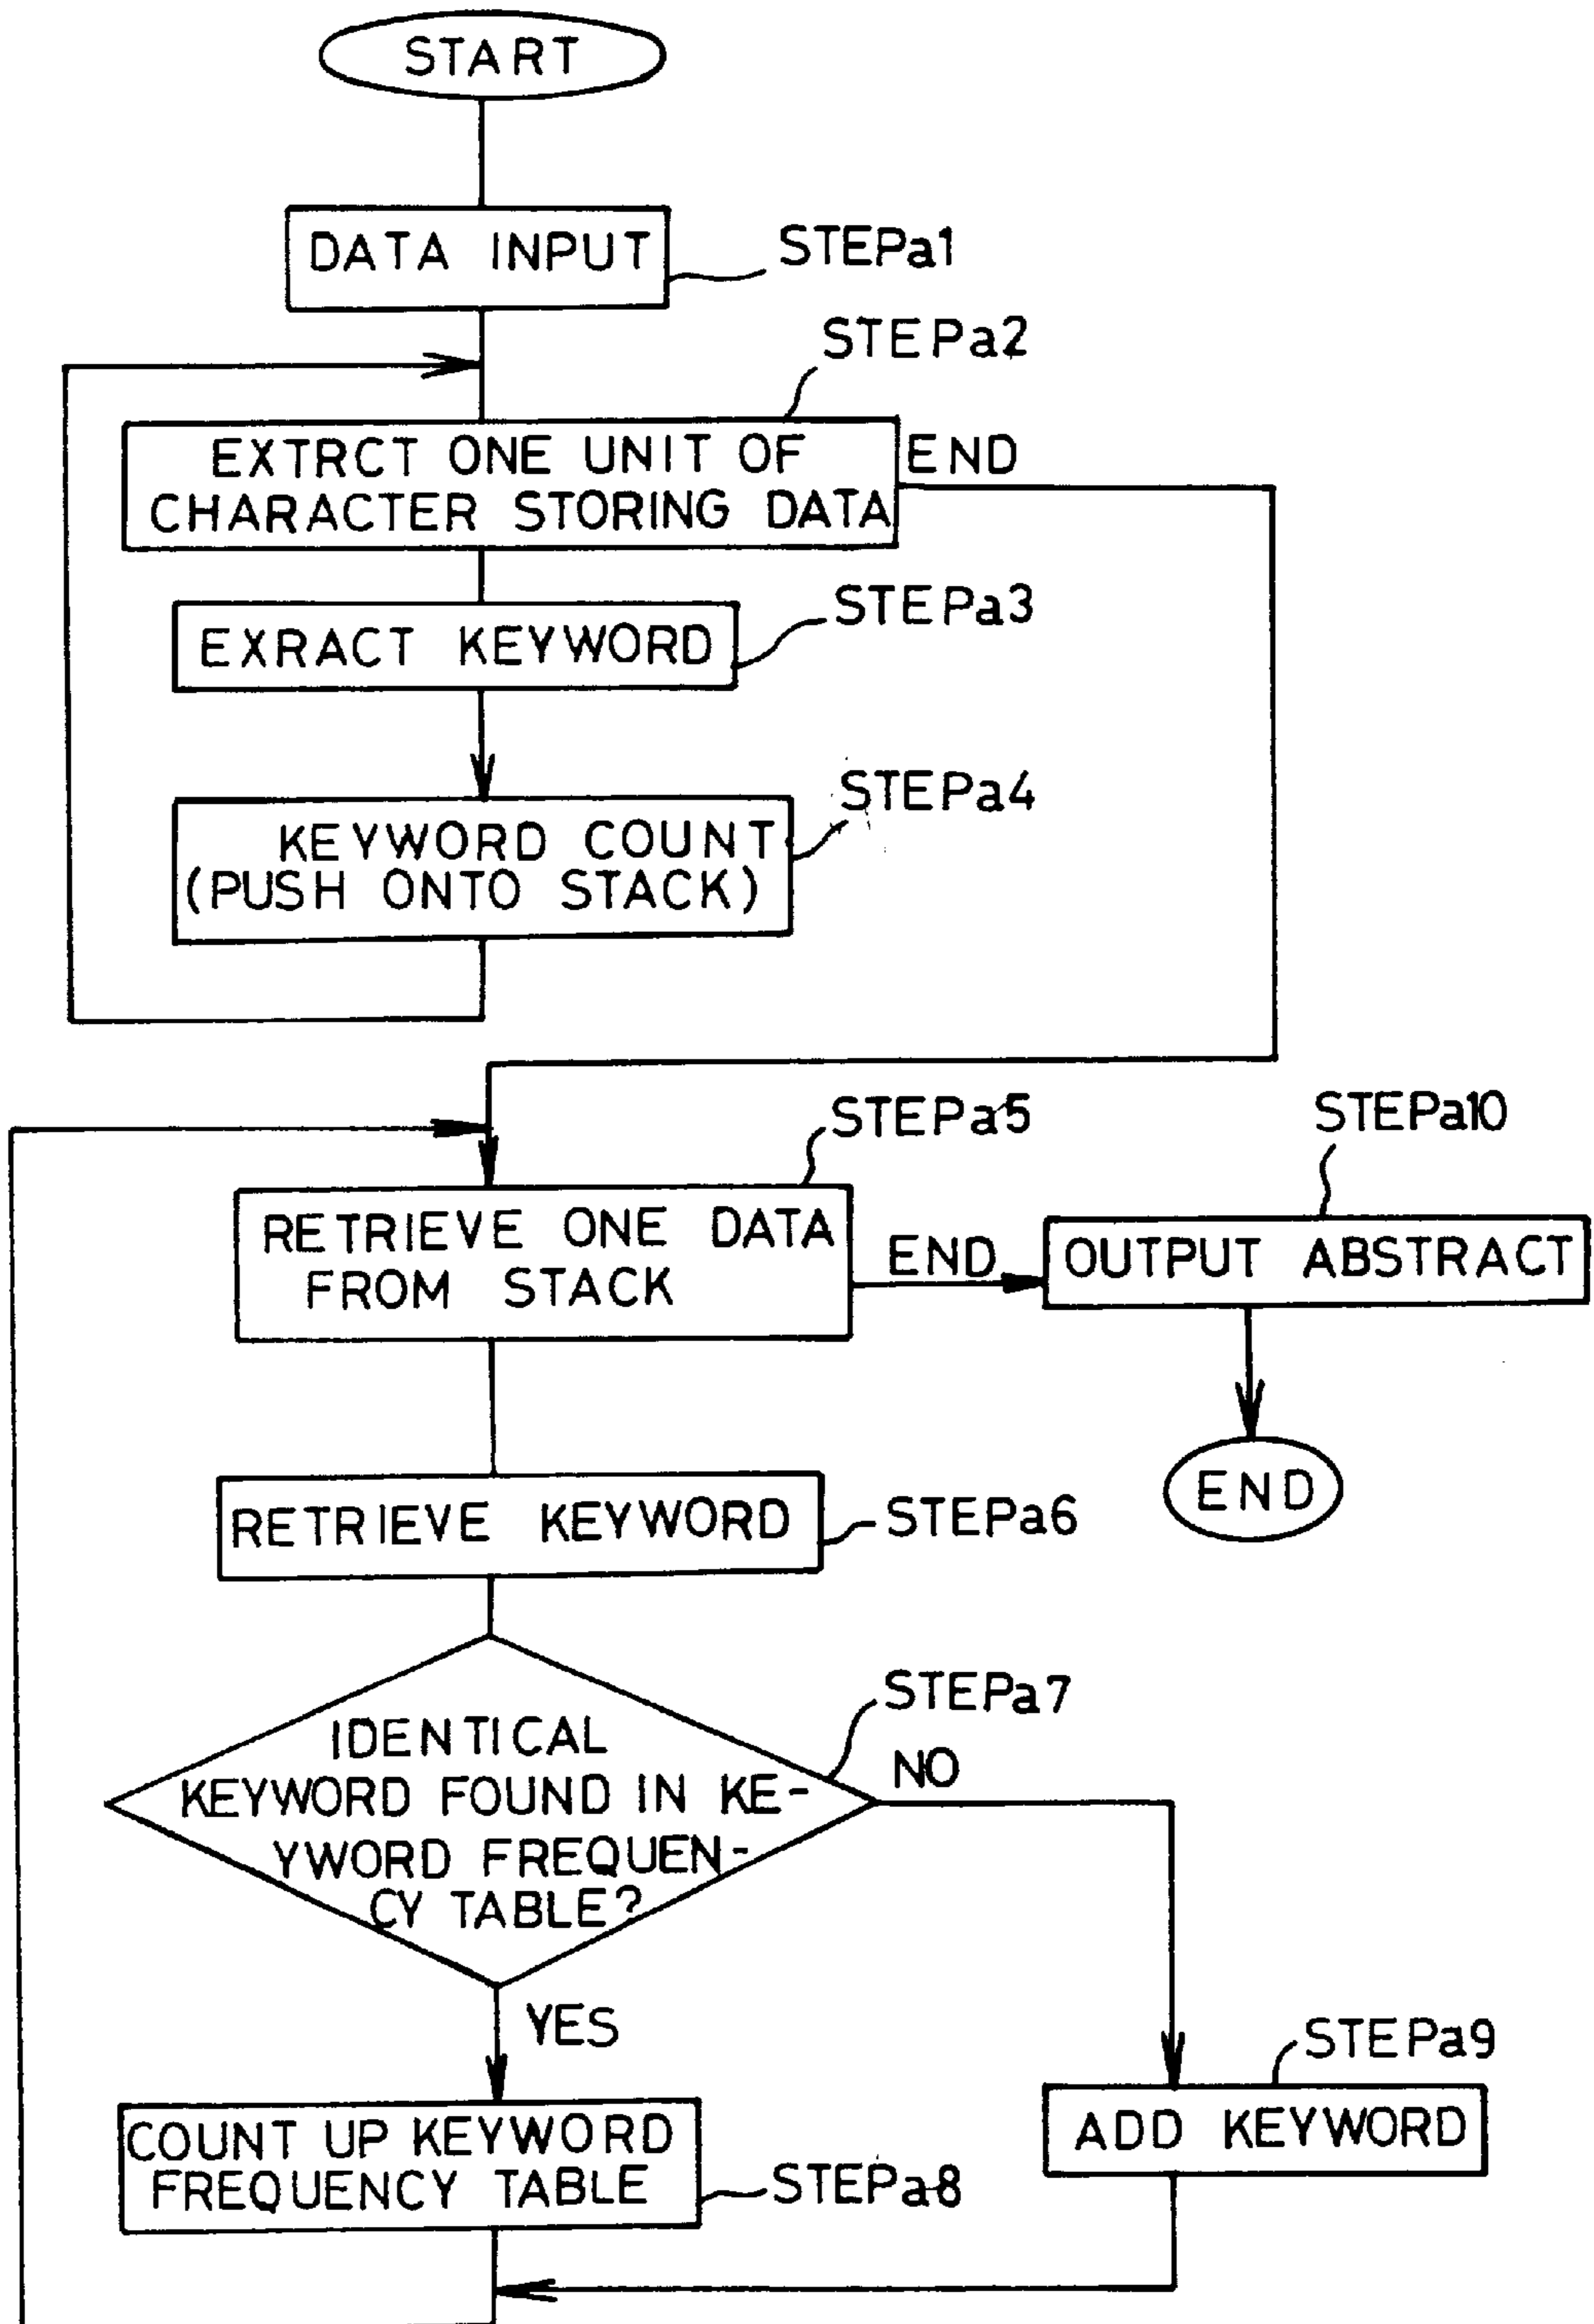 START
DATA INPUT
STEPa1
STEPa2
EXTRCT ONE UNIT OF
CHARACTER STORING DATA
END
STEPa3
EXRACT KEYWORD
STEPa4
KEYWORD COUNT
(PUSH ONTO STACK)
STEPa5
STEPa10
RETRIEVE ONE DATA
FROM STACK
END
OUTPUT ABSTRACT
END
RETRIEVE KEYWORD
STEPa6
STEPa7
IDENTICAL
KEYWORD FOUND IN KE-
YWORD FREQUEN-
CY TABLE?
NO
YES
STEPa9
COUNT UP KEYWORD
FREQUENCY TABLE
STEPa8
ADD KEYWORD